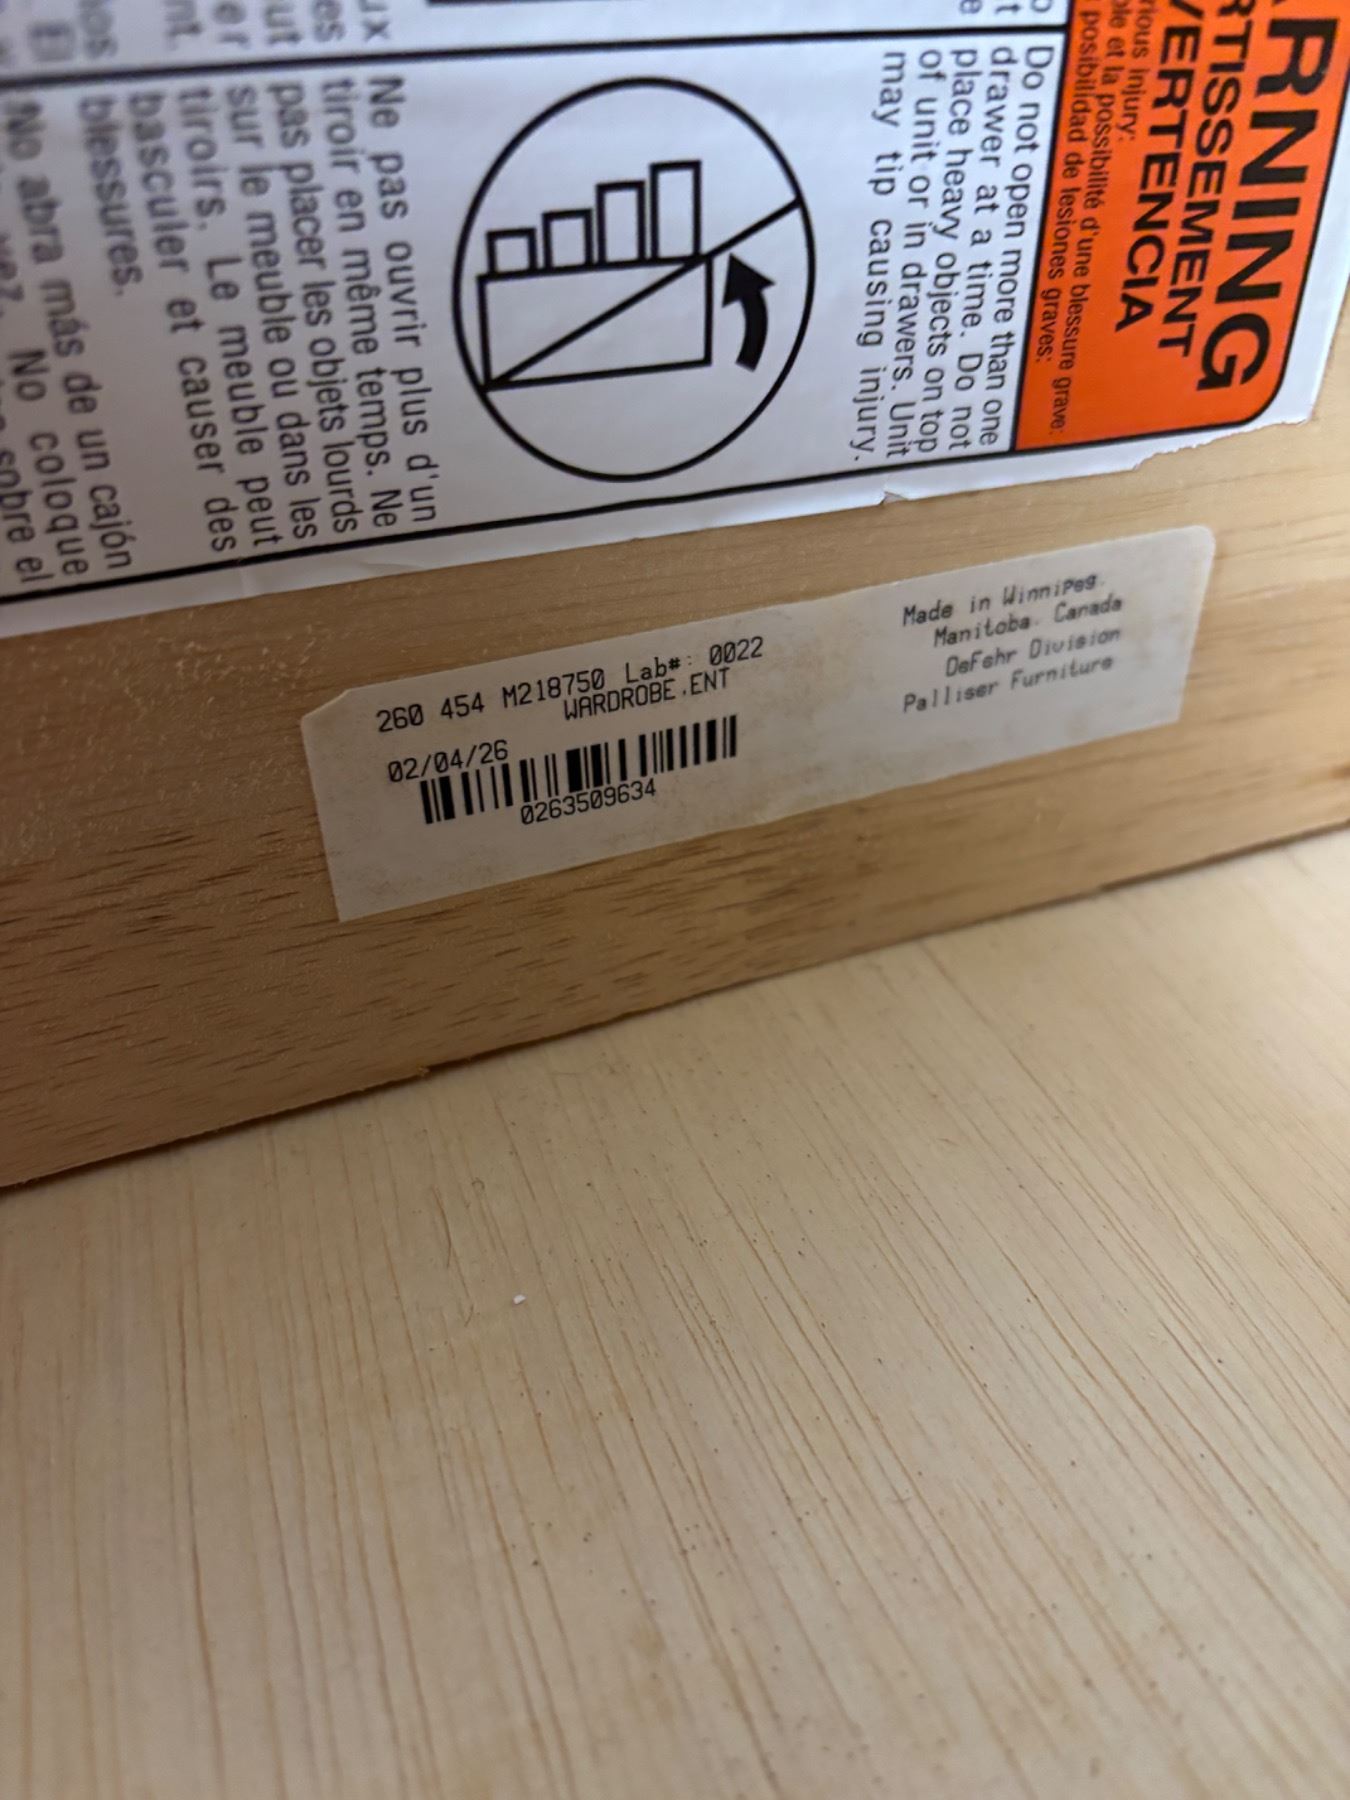 ARNING
RTISSEMENT
VERTENCIA
rious injury:
ble et la possibilité d'une blessure grave:
posibilidad de lesiones graves:
Do not open more than one
drawer at a time. Do not
place heavy objects on top
of unit or in drawers. Unit
may tip causing injury.
Ne pas ouvrir plus d'un
tiroir en même temps. Ne
pas placer les objets lourds
sur le meuble ou dans les
tiroirs. Le meuble peut
basculer et causer des
blessures.
No abra más de un cajón
No coloque
sobre el
260 454 M218750 Lab#: 0022
WARDROBE,ENT
02/04/26
0263509634
Made in Winnipeg.
Manitoba. Canada
DeFehr Division
Palliser Furniture